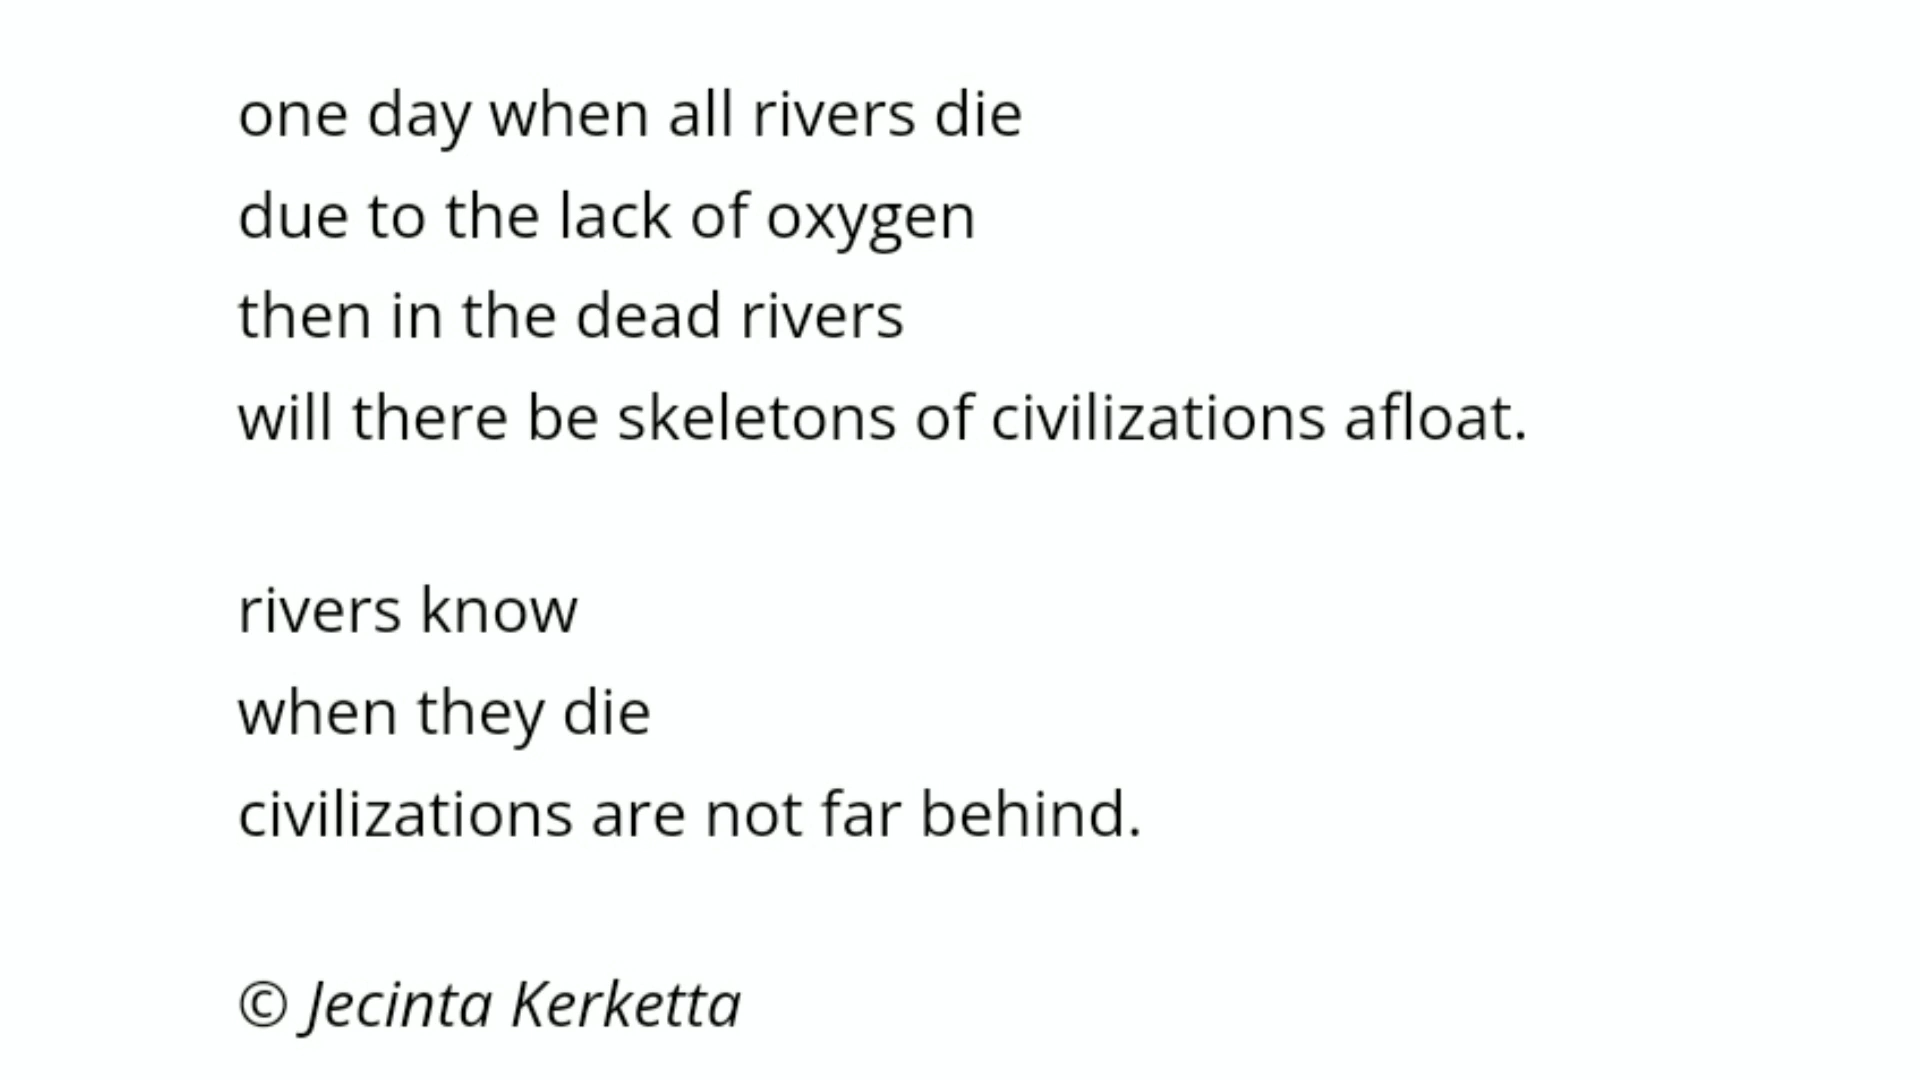 one day when all rivers die
due to the lack of oxygen
then in the dead rivers
will there be skeletons of civilizations afloat.
rivers know
when they die
civilizations are not far behind.
© Jecinta Kerketta